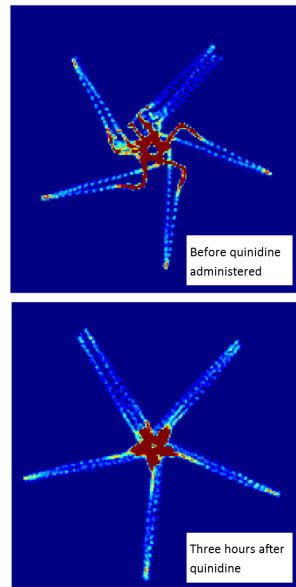 Before quinidine
administered
Three hours after
quinidine